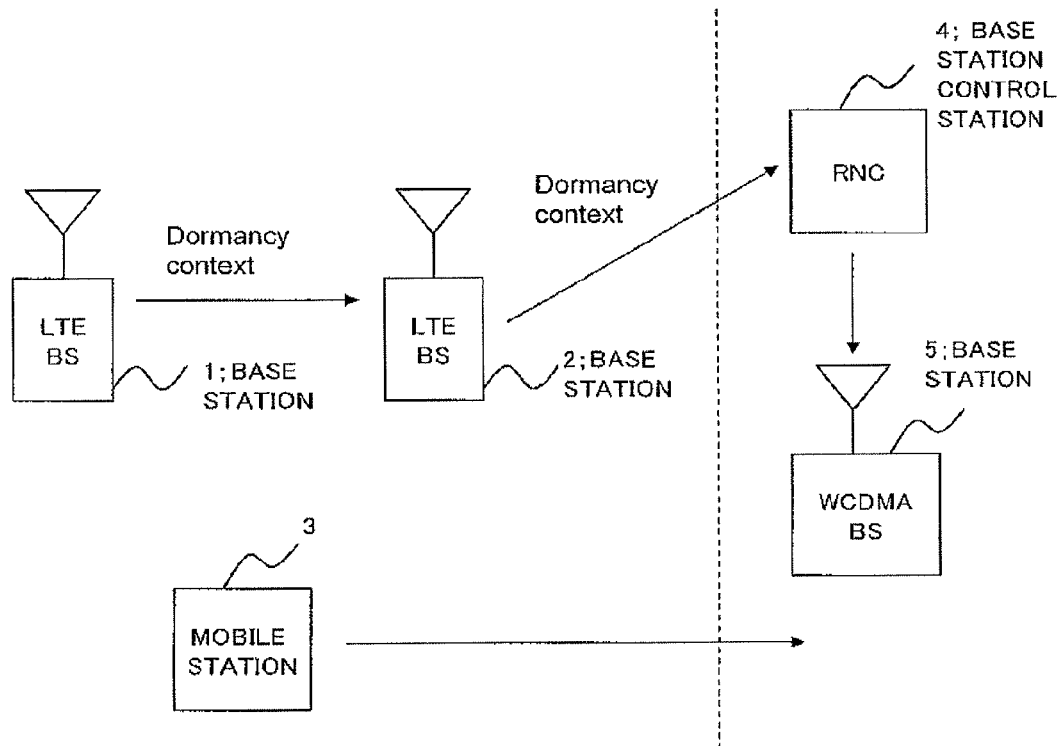 4; BASE
STATION
CONTROL
STATION
RNC
Dormancy
context
Dormancy
context
LTE
BS
LTE
BS
1;BASE
STATION
2;BASE
STATION
5;BASE
STATION
WCDMA
BS
3
MOBILE
STATION